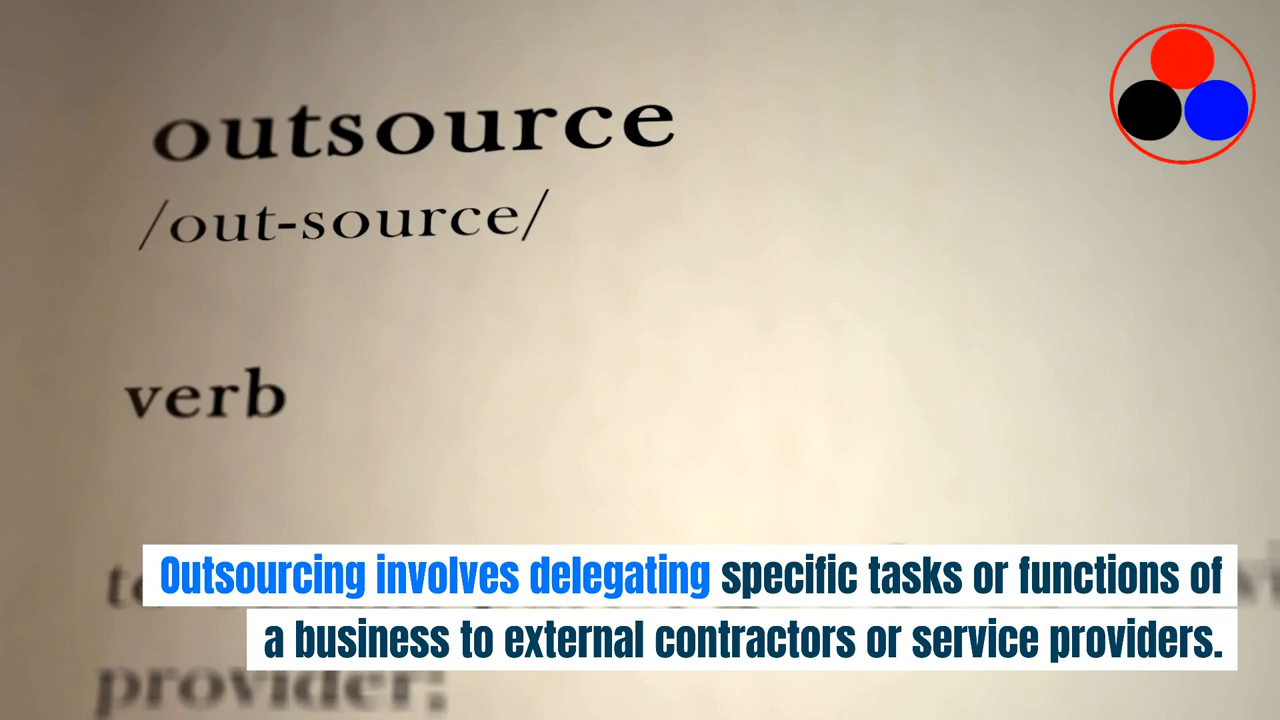 outsource
/out-source/
verb
Outsourcing involves delegating specific tasks or functions of
a business to external contractors or service providers.
provider;